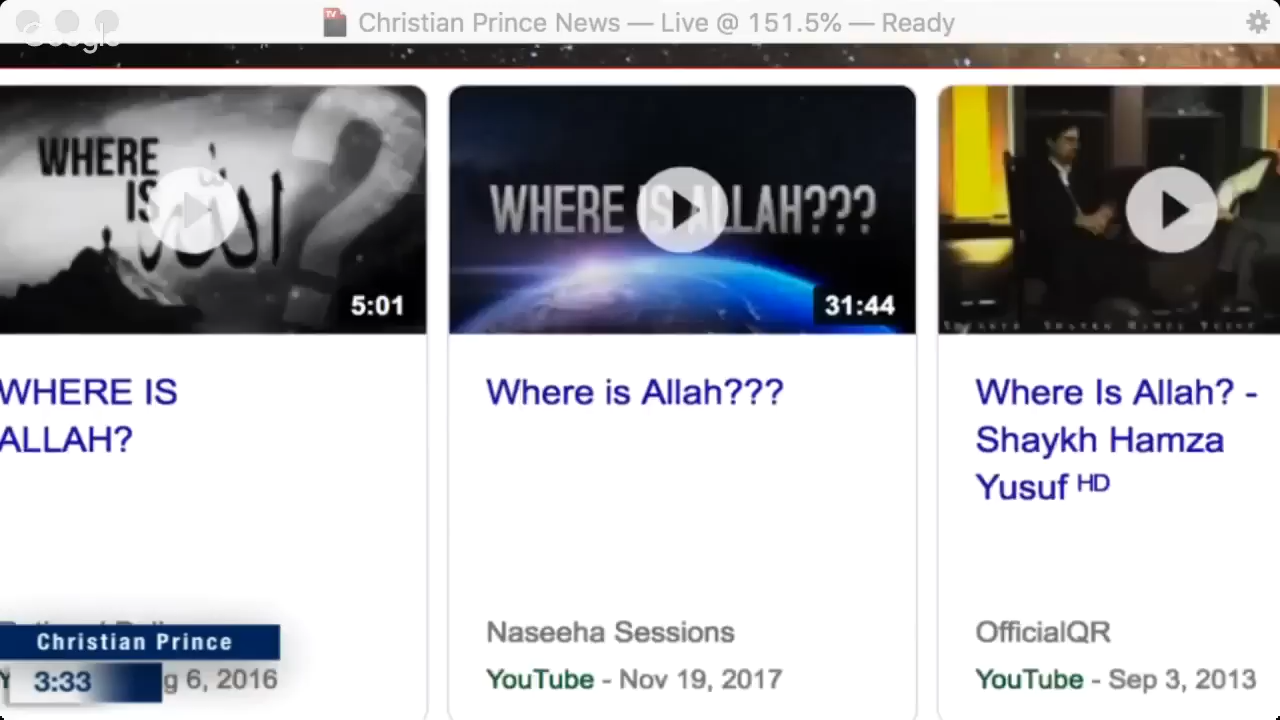 Christian Prince News — Live @ 151.5% — Ready
Google
WHERE
IS
الله
5:01
WHERE IS ALLAH???
31:44
WHERE IS
ALLAH?
Where is Allah???
Where Is Allah? -
Shaykh Hamza
Yusuf HD
Naseeha Sessions
OfficialQR
Christian Prince
3:33
g 6, 2016
YouTube - Nov 19, 2017
YouTube - Sep 3, 2013